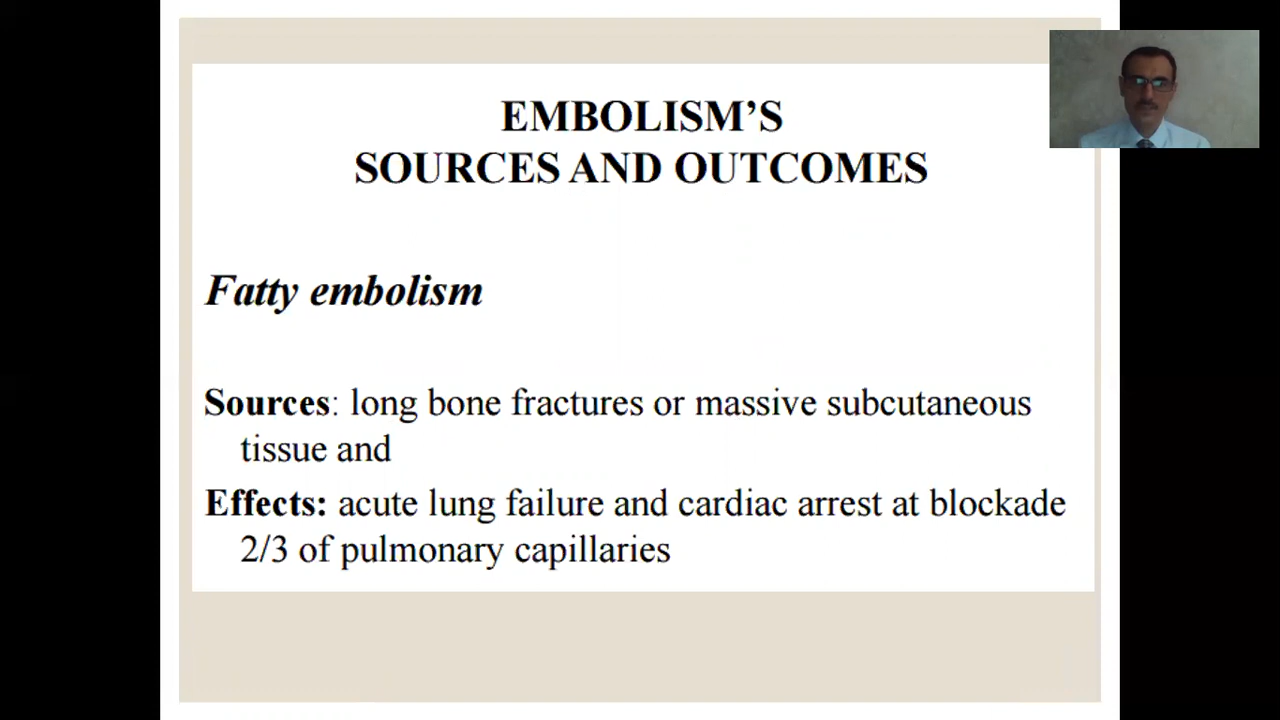 EMBOLISM’S
SOURCES AND OUTCOMES
Fatty embolism
Sources: long bone fractures or massive subcutaneous
tissue and
Effects: acute lung failure and cardiac arrest at blockade
2/3 of pulmonary capillaries